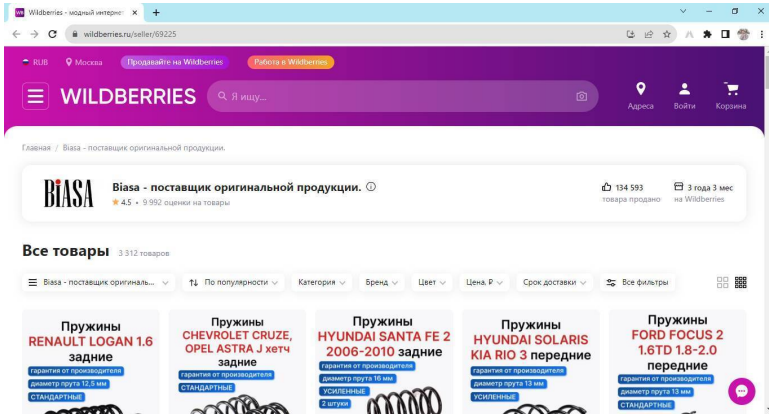 Wildberries - модный интернет
wildberries.ru/seller/69225
RUB Москва Продавайте на Wildberries Работа в Wildberries
WILDBERRIES Я ищу... Адреса Войти Корзина
Главная / Biasa - поставщик оригинальной продукции.
BiASA
Biasa - поставщик оригинальной продукции.
4.5 • 9 992 оценки на товары
134 593
товара продано
3 года 3 мес
на Wildberries
Все товары 3 312 товаров
Biasa - поставщик оригиналь... По популярности Категория Бренд Цвет Цена, ₽ Срок доставки Все фильтры
Пружины
RENAULT LOGAN 1.6
задние
гарантия от производителя
диаметр прута 12,5 мм
СТАНДАРТНЫЕ
Пружины
CHEVROLET CRUZE,
OPEL ASTRA J хетч
задние
гарантия от производителя
СТАНДАРТНЫЕ
Пружины
HYUNDAI SANTA FE 2
2006-2010 задние
гарантия от производителя
диаметр прута 16 мм
УСИЛЕННЫЕ
2 штуки
Пружины
HYUNDAI SOLARIS
KIA RIO 3 передние
гарантия от производителя
диаметр прута 13 мм
УСИЛЕННЫЕ
Пружины
FORD FOCUS 2
1.6TD 1.8-2.0
передние
гарантия от производителя
диаметр прута 13 мм
СТАНДАРТНЫЕ